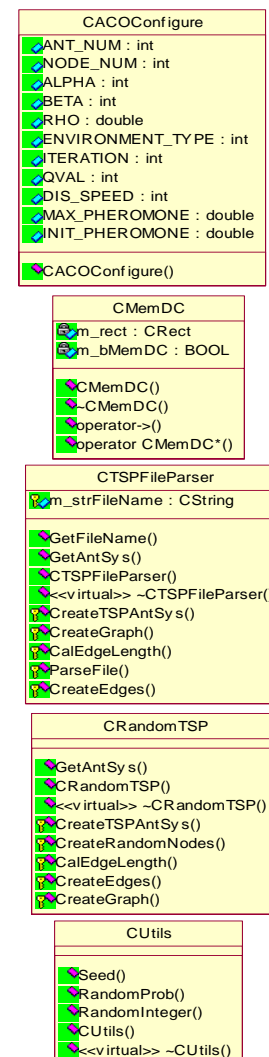 CACOConfigure
ANT_NUM : int
NODE_NUM : int
ALPHA : int
BETA : int
RHO : double
ENVIRONMENT_TYPE : int
ITERATION : int
QVAL : int
DIS_SPEED : int
MAX_PHEROMONE : double
INIT_PHEROMONE : double
CACOConfigure()
CMemDC
m_rect : CRect
m_bMemDC : BOOL
CMemDC()
~CMemDC()
operator->()
operator CMemDC*()
CTSPFileParser
m_strFileName : CString
GetFileName()
GetAntSys()
CTSPFileParser()
<<virtual>> ~CTSPFileParser()
CreateTSPAntSys()
CreateGraph()
CalEdgeLength()
ParseFile()
CreateEdges()
CRandomTSP
GetAntSys()
CRandomTSP()
<<virtual>> ~CRandomTSP()
CreateTSPAntSys()
CreateRandomNodes()
CalEdgeLength()
CreateEdges()
CreateGraph()
CUtils
Seed()
RandomProb()
RandomInteger()
CUtils()
<<virtual>> ~CUtils()